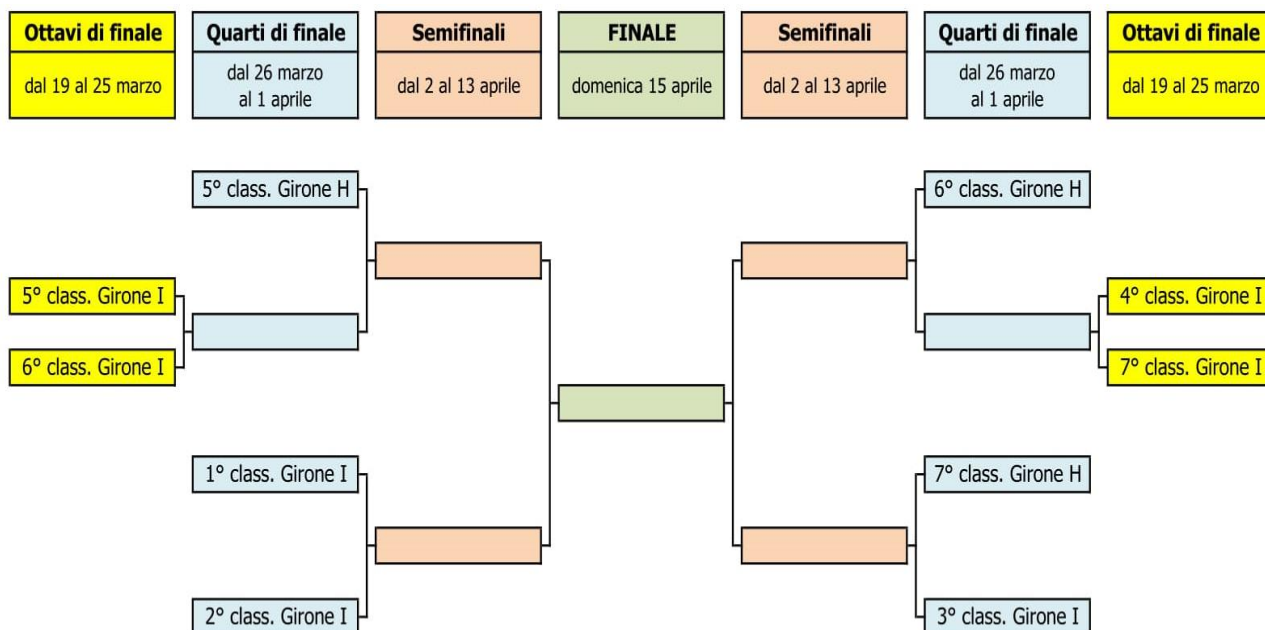 Ottavi di finale
Quarti di finale
Semifinali
FINALE
Semifinali
Quarti di finale
Ottavi di finale
dal 19 al 25 marzo
dal 26 marzo
al 1 aprile
dal 2 al 13 aprile
domenica 15 aprile
dal 2 al 13 aprile
dal 26 marzo
al 1 aprile
dal 19 al 25 marzo
5° class. Girone H
6° class. Girone H
5° class. Girone I
4° class. Girone I
6° class. Girone I
7° class. Girone I
1° class. Girone I
7° class. Girone H
2° class. Girone I
3° class. Girone I